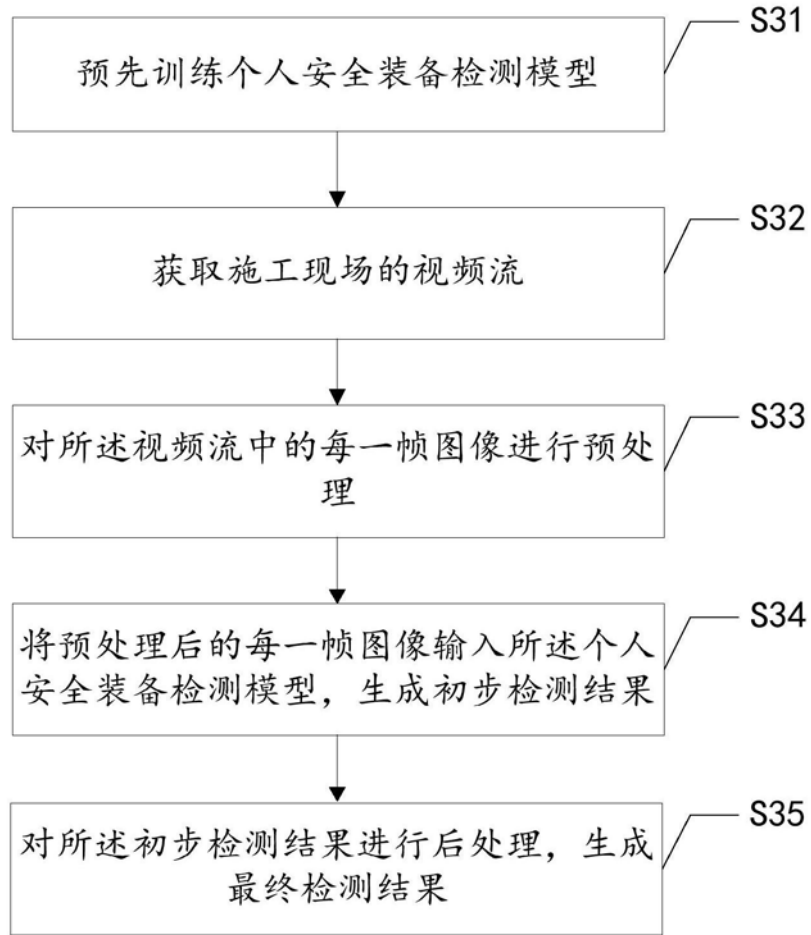 S31
预先训练个人安全装备检测模型
S32
获取施工现场的视频流
S33
对所述视频流中的每一帧图像进行预处
理
S34
将预处理后的每一帧图像输入所述个人
安全装备检测模型，生成初步检测结果
S35
对所述初步检测结果进行后处理，生成
最终检测结果